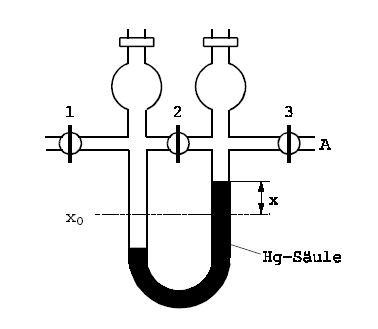 1 2 3
A
x
x₀
Hg-Säule